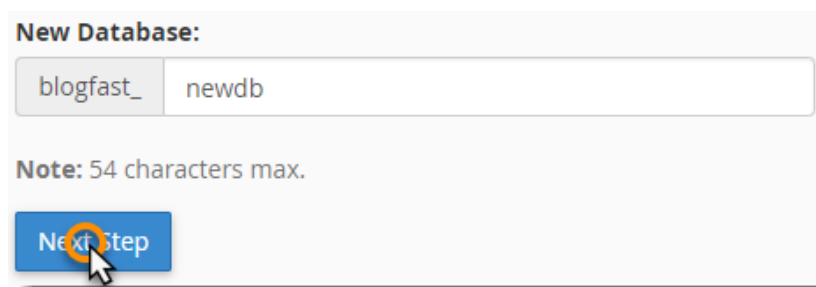 New Database:
blogfast_ newdb
Note: 54 characters max.
Next Step